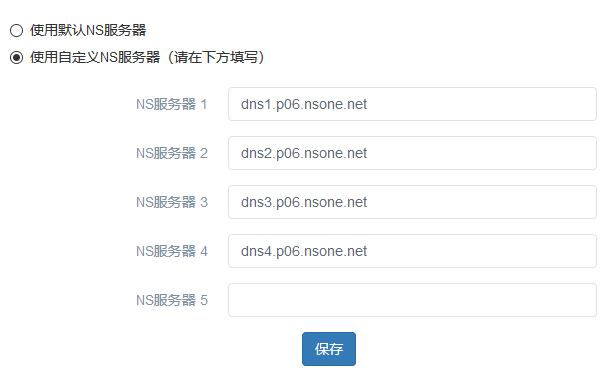 使用默认NS服务器
使用自定义NS服务器（请在下方填写）
NS服务器 1 dns1.p06.nsone.net
NS服务器 2 dns2.p06.nsone.net
NS服务器 3 dns3.p06.nsone.net
NS服务器 4 dns4.p06.nsone.net
NS服务器 5
保存